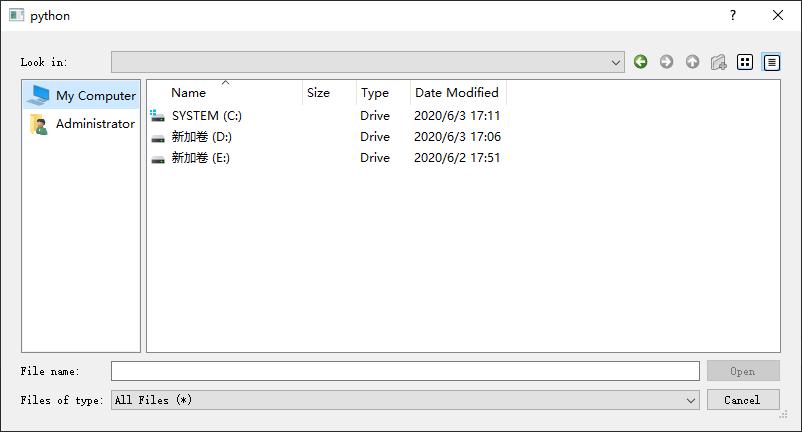 python
?
Look in:
My Computer
Administrator
Name Size Type Date Modified
SYSTEM (C:) Drive 2020/6/3 17:11
新加卷 (D:) Drive 2020/6/3 17:06
新加卷 (E:) Drive 2020/6/2 17:51
File name: Open
Files of type: All Files (*) Cancel